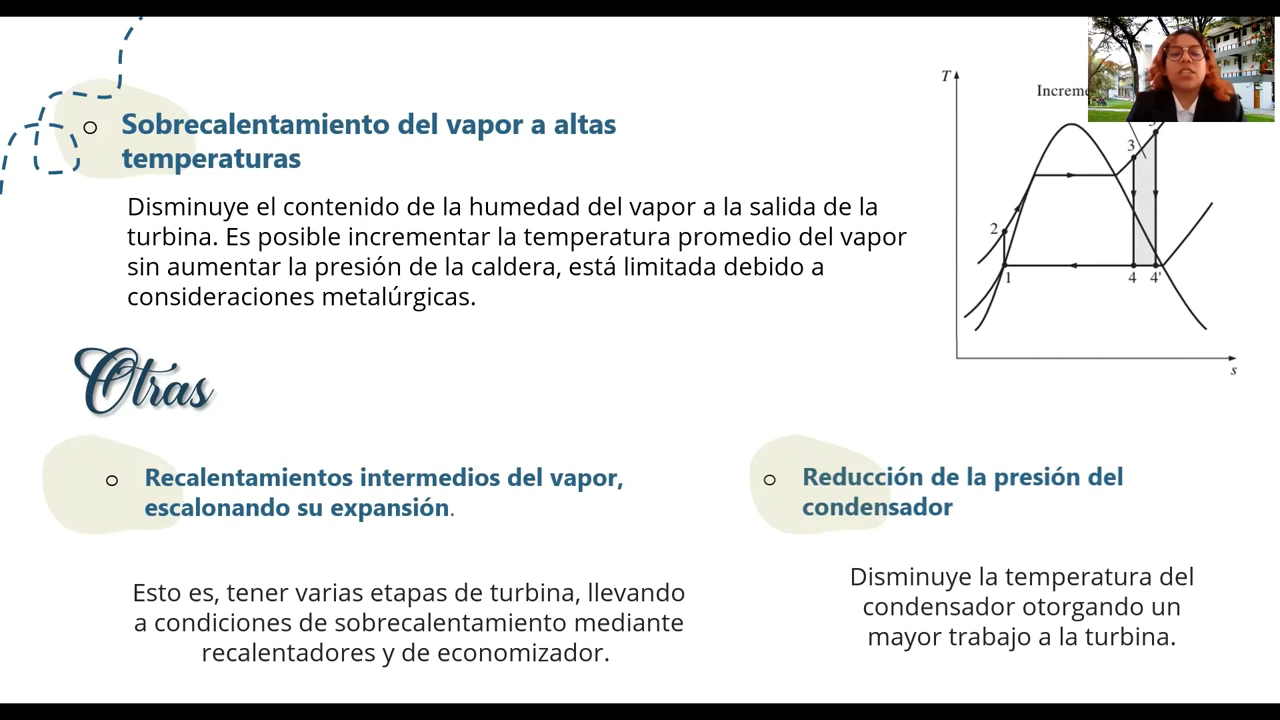 Sobrecalentamiento del vapor a altas
temperaturas
Disminuye el contenido de la humedad del vapor a la salida de la
turbina. Es posible incrementar la temperatura promedio del vapor
sin aumentar la presión de la caldera, está limitada debido a
consideraciones metalúrgicas.
T
3
2
1
4
4'
s
Otras
Recalentamientos intermedios del vapor,
escalonando su expansión.
Esto es, tener varias etapas de turbina, llevando
a condiciones de sobrecalentamiento mediante
recalentadores y de economizador.
Reducción de la presión del
condensador
Disminuye la temperatura del
condensador otorgando un
mayor trabajo a la turbina.